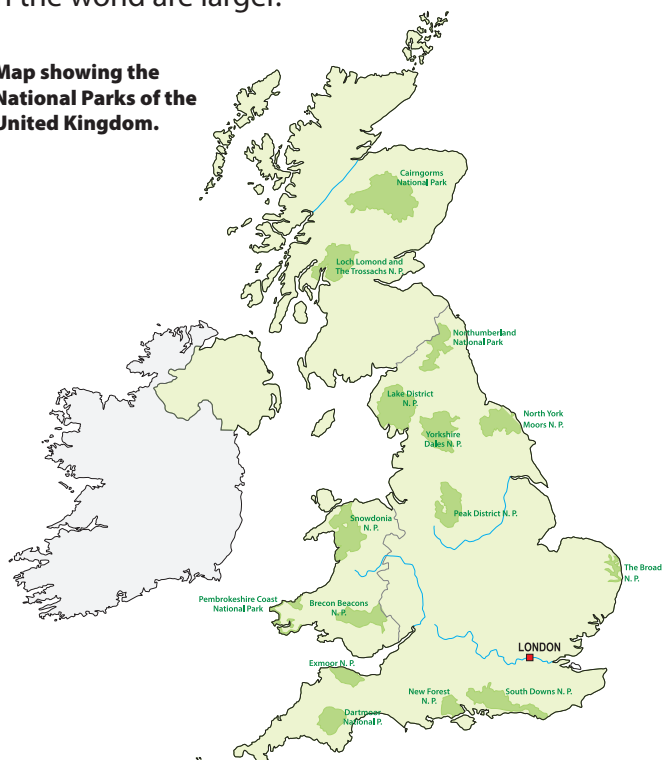 the world are larger.
Map showing the
National Parks of the
United Kingdom.
Cairngorms
National Park
Loch Lomond and
The Trossachs N. P.
Northumberland
National Park
Lake District
N. P.
North York
Moors N. P.
Yorkshire
Dales N. P.
Peak District N. P.
Snowdonia
N. P.
The Broad
N. P.
Pembrokeshire Coast
National Park
Brecon Beacons
N. P.
LONDON
Exmoor N. P.
New Forest
N. P.
South Downs N. P.
Dartmoor
National P.